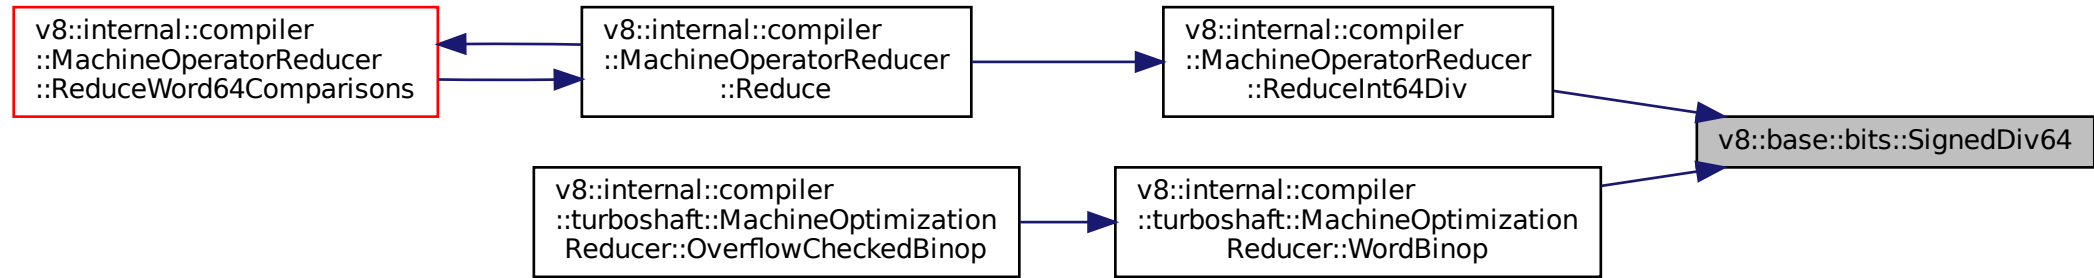 v8::internal::compiler
::MachineOperatorReducer
::ReduceWord64Comparisons
v8::internal::compiler
::MachineOperatorReducer
::Reduce
v8::internal::compiler
::MachineOperatorReducer
::ReduceInt64Div
v8::base::bits::SignedDiv64
v8::internal::compiler
::turboshaft::MachineOptimization
Reducer::OverflowCheckedBinop
v8::internal::compiler
::turboshaft::MachineOptimization
Reducer::WordBinop